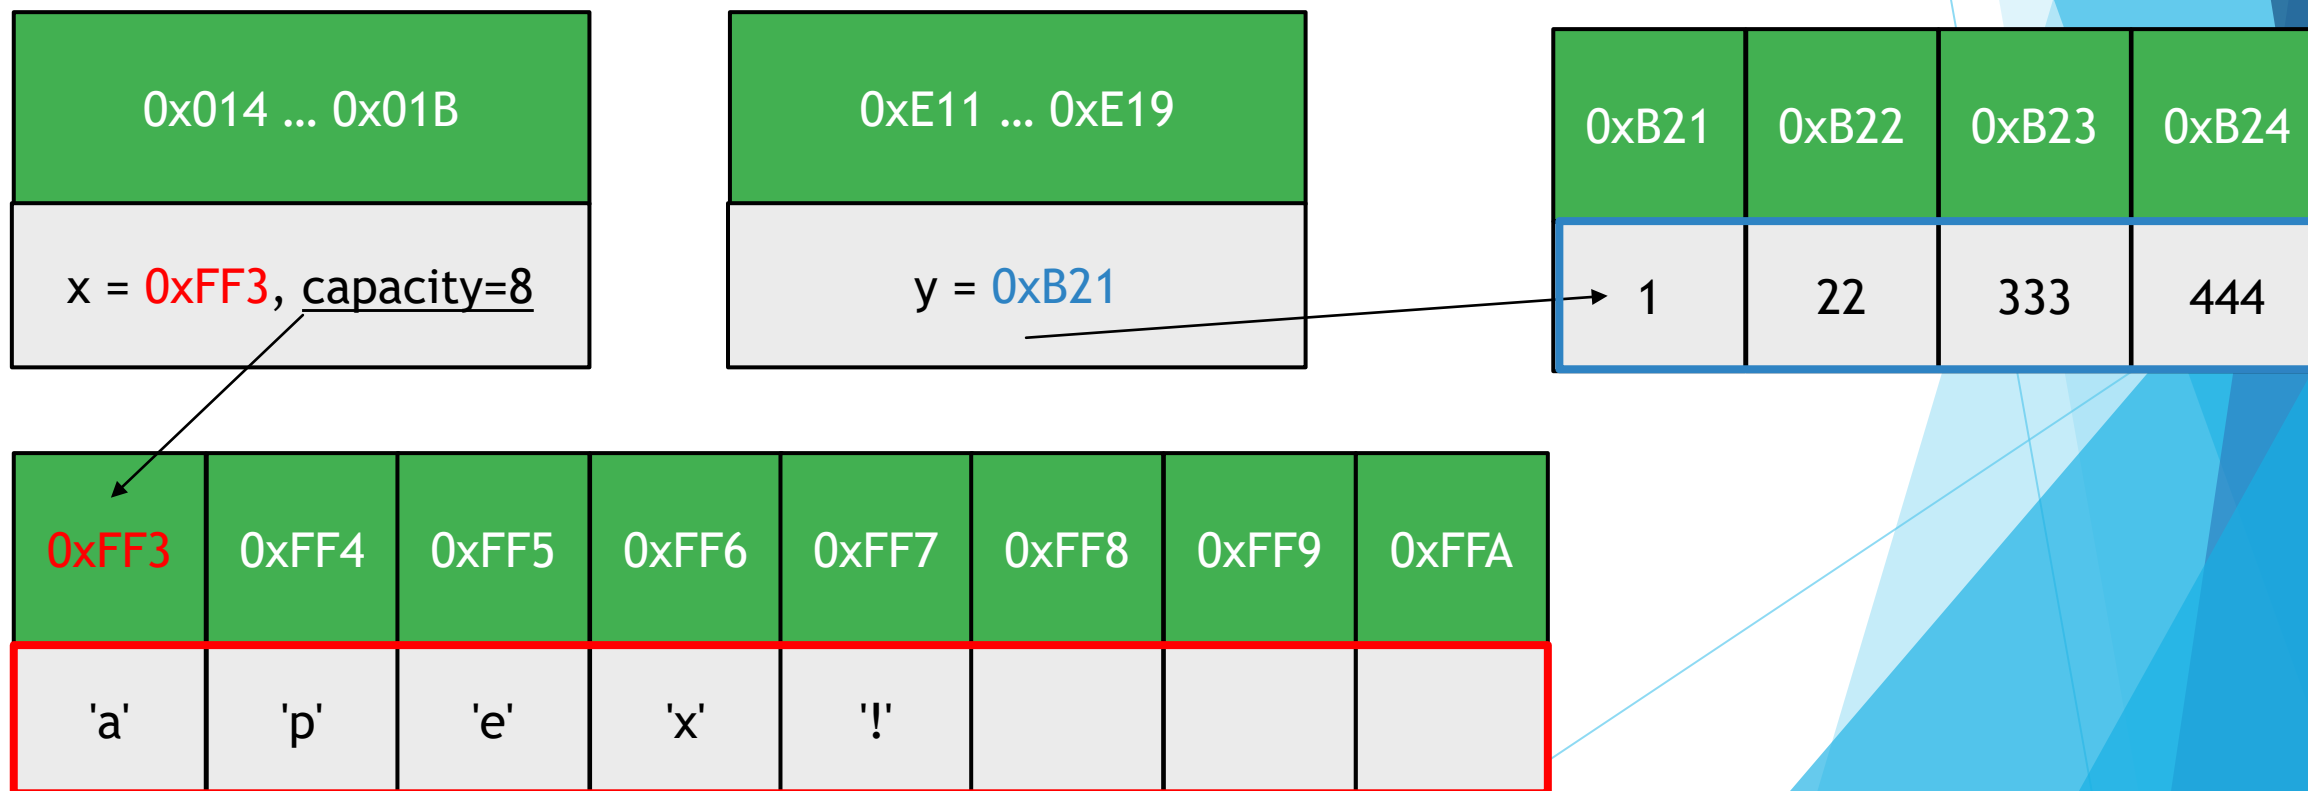 0x014 ... 0x01B
x = 0xFF3, capacity=8
0xE11 ... 0xE19
y = 0xB21
0xB21 0xB22 0xB23 0xB24
1 22 333 444
0xFF3 0xFF4 0xFF5 0xFF6 0xFF7 0xFF8 0xFF9 0xFFA
'a' 'p' 'e' 'x' '!'